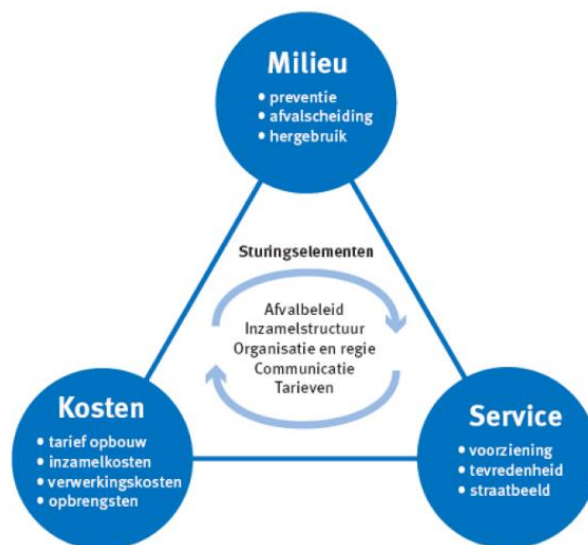 Milieu
• preventie
• afvalscheiding
• hergebruik
Sturingselementen
Afvalbeleid
Inzamelstructuur
Organisatie en regie
Communicatie
Tarieven
Kosten
• tarief opbouw
• inzamelkosten
• verwerkingskosten
• opbrengsten
Service
• voorziening
• tevredenheid
• straatbeeld